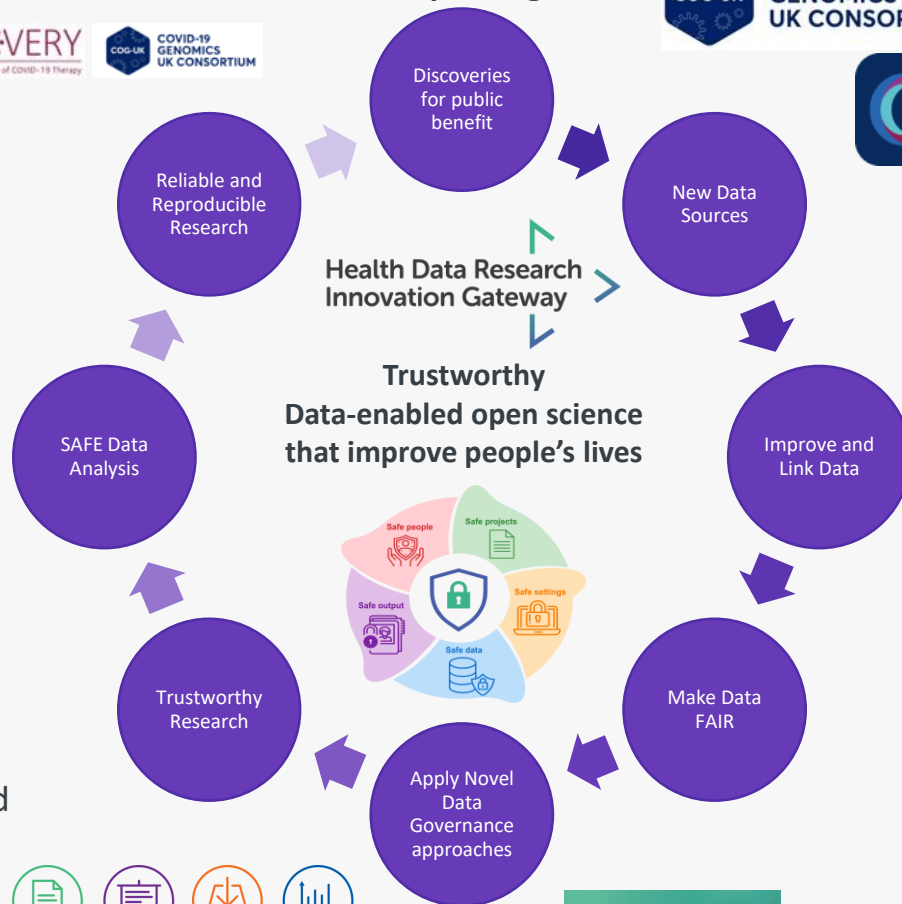 VERY
of COVID-19 Therapy
COG-UK
COVID-19
GENOMICS
UK CONSORTIUM
UK CONSOR
Discoveries
for public
benefit
Reliable and
Reproducible
Research
New Data
Sources
Health Data Research
Innovation Gateway
Trustworthy
Data-enabled open science
that improve people's lives
SAFE Data
Analysis
Improve and
Link Data
Safe people
Safe projects
Safe settings
Safe output
Safe data
Trustworthy
Research
Make Data
FAIR
Apply Novel
Data
Governance
approaches
d